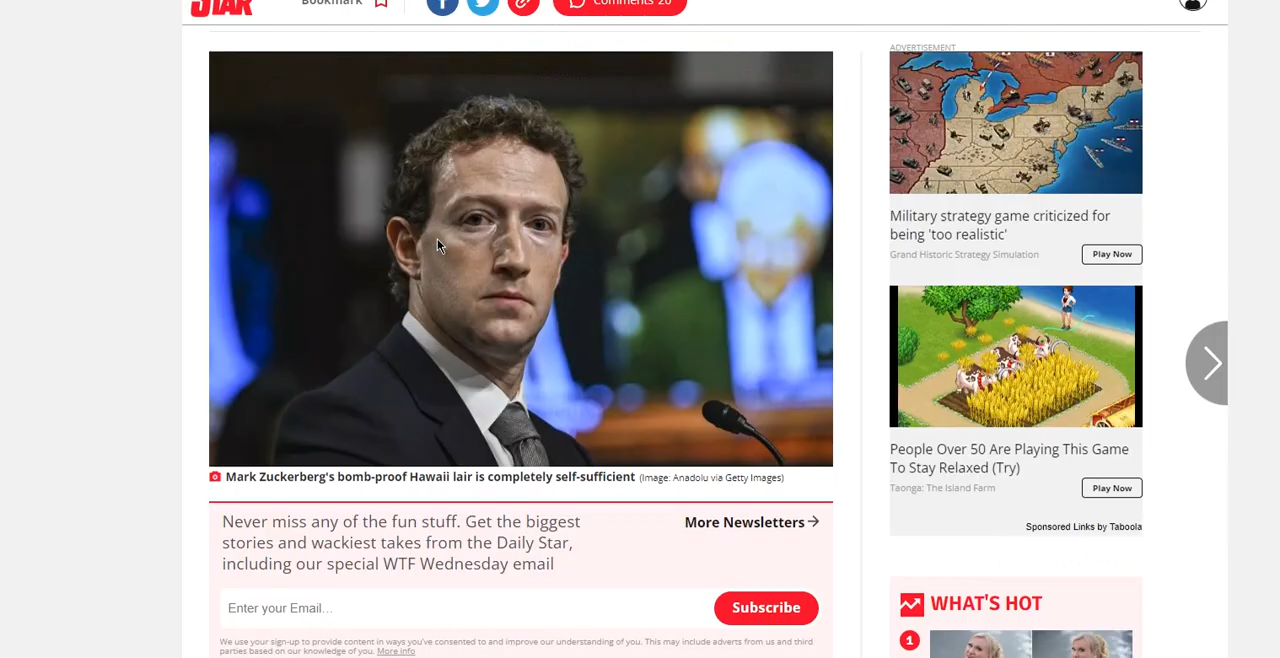 STAR
Bookmark
Comments 20
ADVERTISEMENT
Military strategy game criticized for
being 'too realistic'
Grand Historic Strategy Simulation
Play Now
People Over 50 Are Playing This Game
To Stay Relaxed (Try)
Taonga: The Island Farm
Play Now
Sponsored Links by Taboola
Mark Zuckerberg's bomb-proof Hawaii lair is completely self-sufficient (Image: Anadolu via Getty Images)
Never miss any of the fun stuff. Get the biggest
stories and wackiest takes from the Daily Star,
including our special WTF Wednesday email
More Newsletters
Enter your Email...
Subscribe
We use your sign-up to provide content in ways you've consented to and improve our understanding of you. This may include adverts from us and third
parties based on our knowledge of you. More info
WHAT'S HOT
1